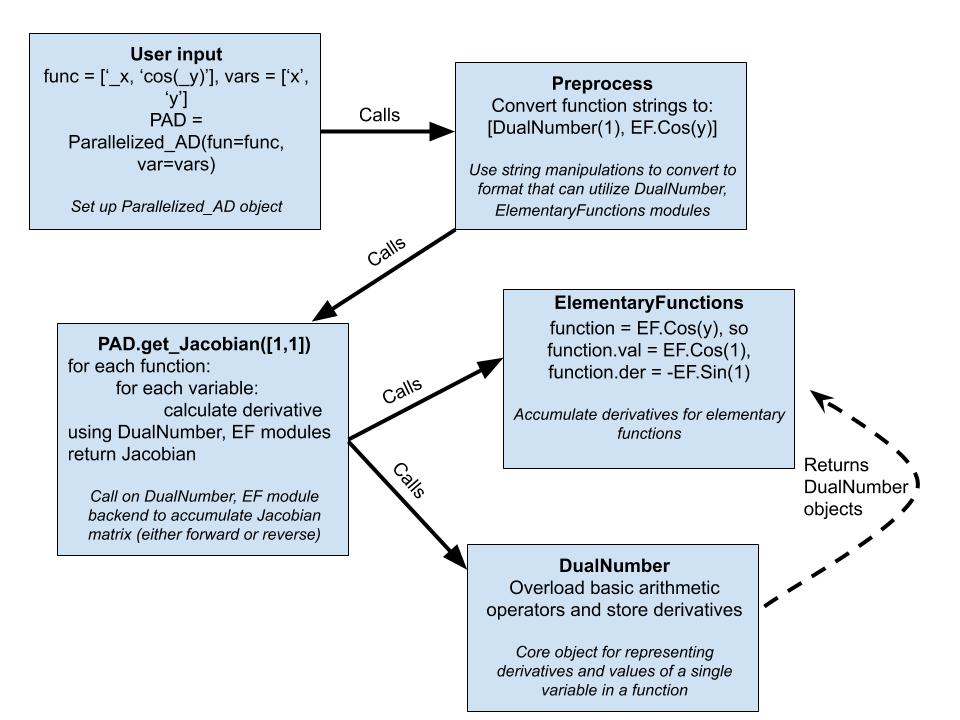 User input
func = [‘_x, ‘cos(_y)’], vars = [‘x’,
‘y’]
PAD =
Parallelized_AD(fun=func,
var=vars)
Set up Parallelized_AD object
Calls
Preprocess
Convert function strings to:
[DualNumber(1), EF.Cos(y)]
Use string manipulations to convert to
format that can utilize DualNumber,
ElementaryFunctions modules
Calls
PAD.get_Jacobian([1,1])
for each function:
for each variable:
calculate derivative
using DualNumber, EF modules
return Jacobian
Call on DualNumber, EF module
backend to accumulate Jacobian
matrix (either forward or reverse)
Calls
ElementaryFunctions
function = EF.Cos(y), so
function.val = EF.Cos(1),
function.der = -EF.Sin(1)
Accumulate derivatives for elementary
functions
Calls
Returns
DualNumber
objects
DualNumber
Overload basic arithmetic
operators and store derivatives
Core object for representing
derivatives and values of a single
variable in a function